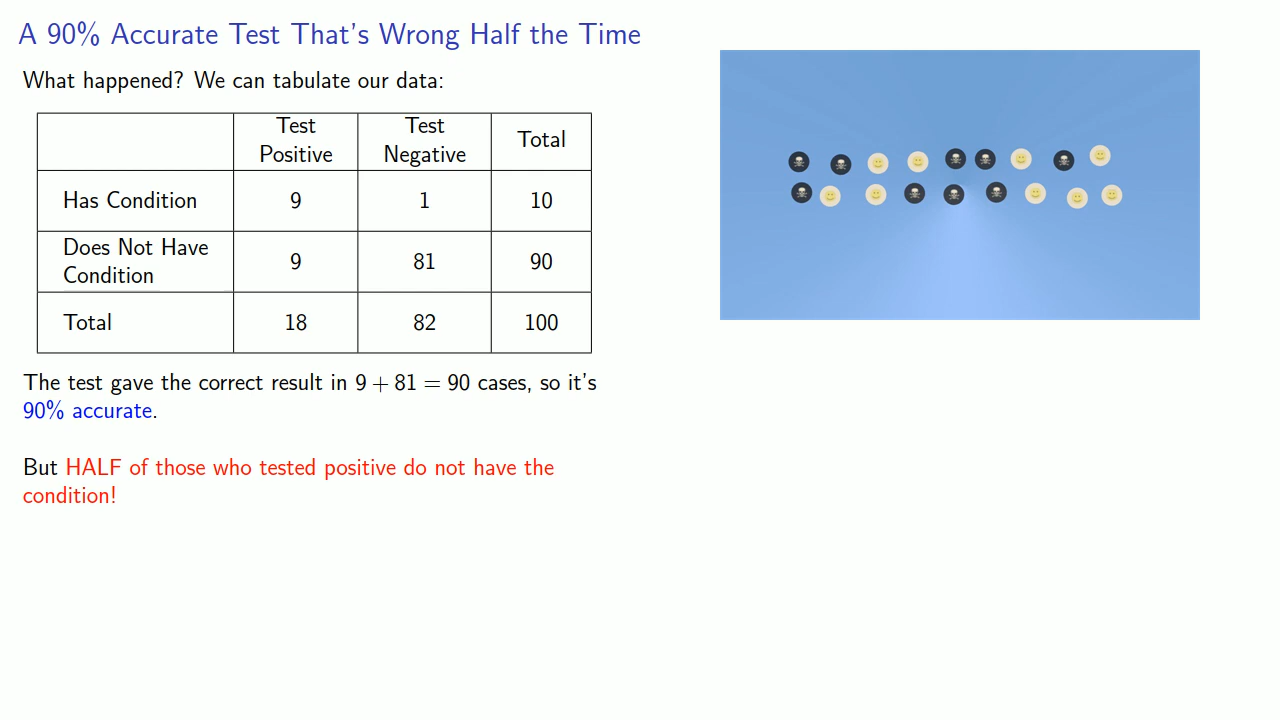 A 90% Accurate Test That's Wrong Half the Time
What happened? We can tabulate our data:
Test Positive Test Negative Total
Has Condition 9 1 10
Does Not Have Condition 9 81 90
Total 18 82 100
The test gave the correct result in 9 + 81 = 90 cases, so it's
90% accurate.
But HALF of those who tested positive do not have the
condition!